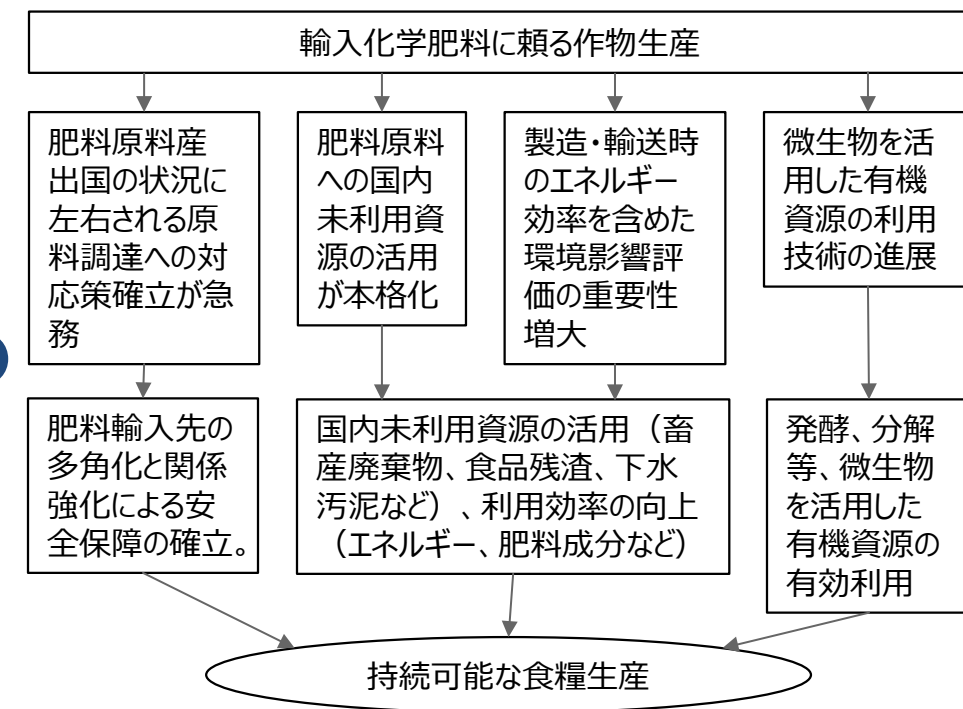 輸入化学肥料に頼る作物生産
肥料原料産
出国の状況に
左右される原
料調達への対
応策確立が急
務
肥料原料
への国内
未利用資
源の活用
が本格化
製造・輸送時
のエネルギー
効率を含めた
環境影響評
価の重要性
増大
微生物を活
用した有機
資源の利用
技術の進展
肥料輸入先の
多角化と関係
強化による安
全保障の確立。
国内未利用資源の活用（畜
産廃棄物、食品残渣、下水
汚泥など）、利用効率の向上
（エネルギー、肥料成分など）
発酵、分解
等、微生物
を活用した
有機資源の
有効利用
持続可能な食糧生産